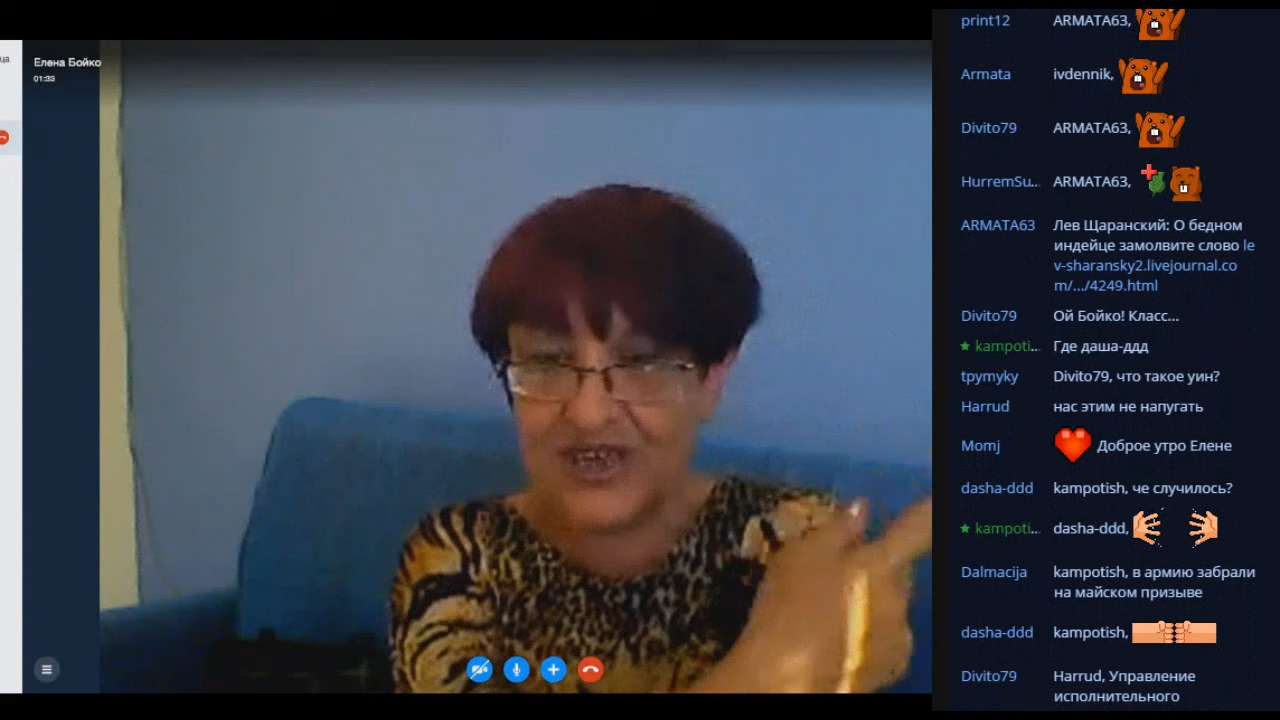 ца
Елена Бойко
01:33
print12 ARMATA63,
Armata ivdennik,
Divito79 ARMATA63,
HurremSu... ARMATA63,
ARMATA63 Лев Щаранский: О бедном
индейце замолвите слово le
v-sharansky2.livejournal.co
m/.../4249.html
Divito79 Ой Бойко! Класс...
kampoti... Где даша-ддд
tpymyky Divito79, что такое уин?
Harrud нас этим не напугать
Momj Доброе утро Елене
dasha-ddd kampotish, че случилось?
kampoti... dasha-ddd,
Dalmacija kampotish, в армию забрали
на майском призыве
dasha-ddd kampotish,
Divito79 Harrud, Управление
исполнительного